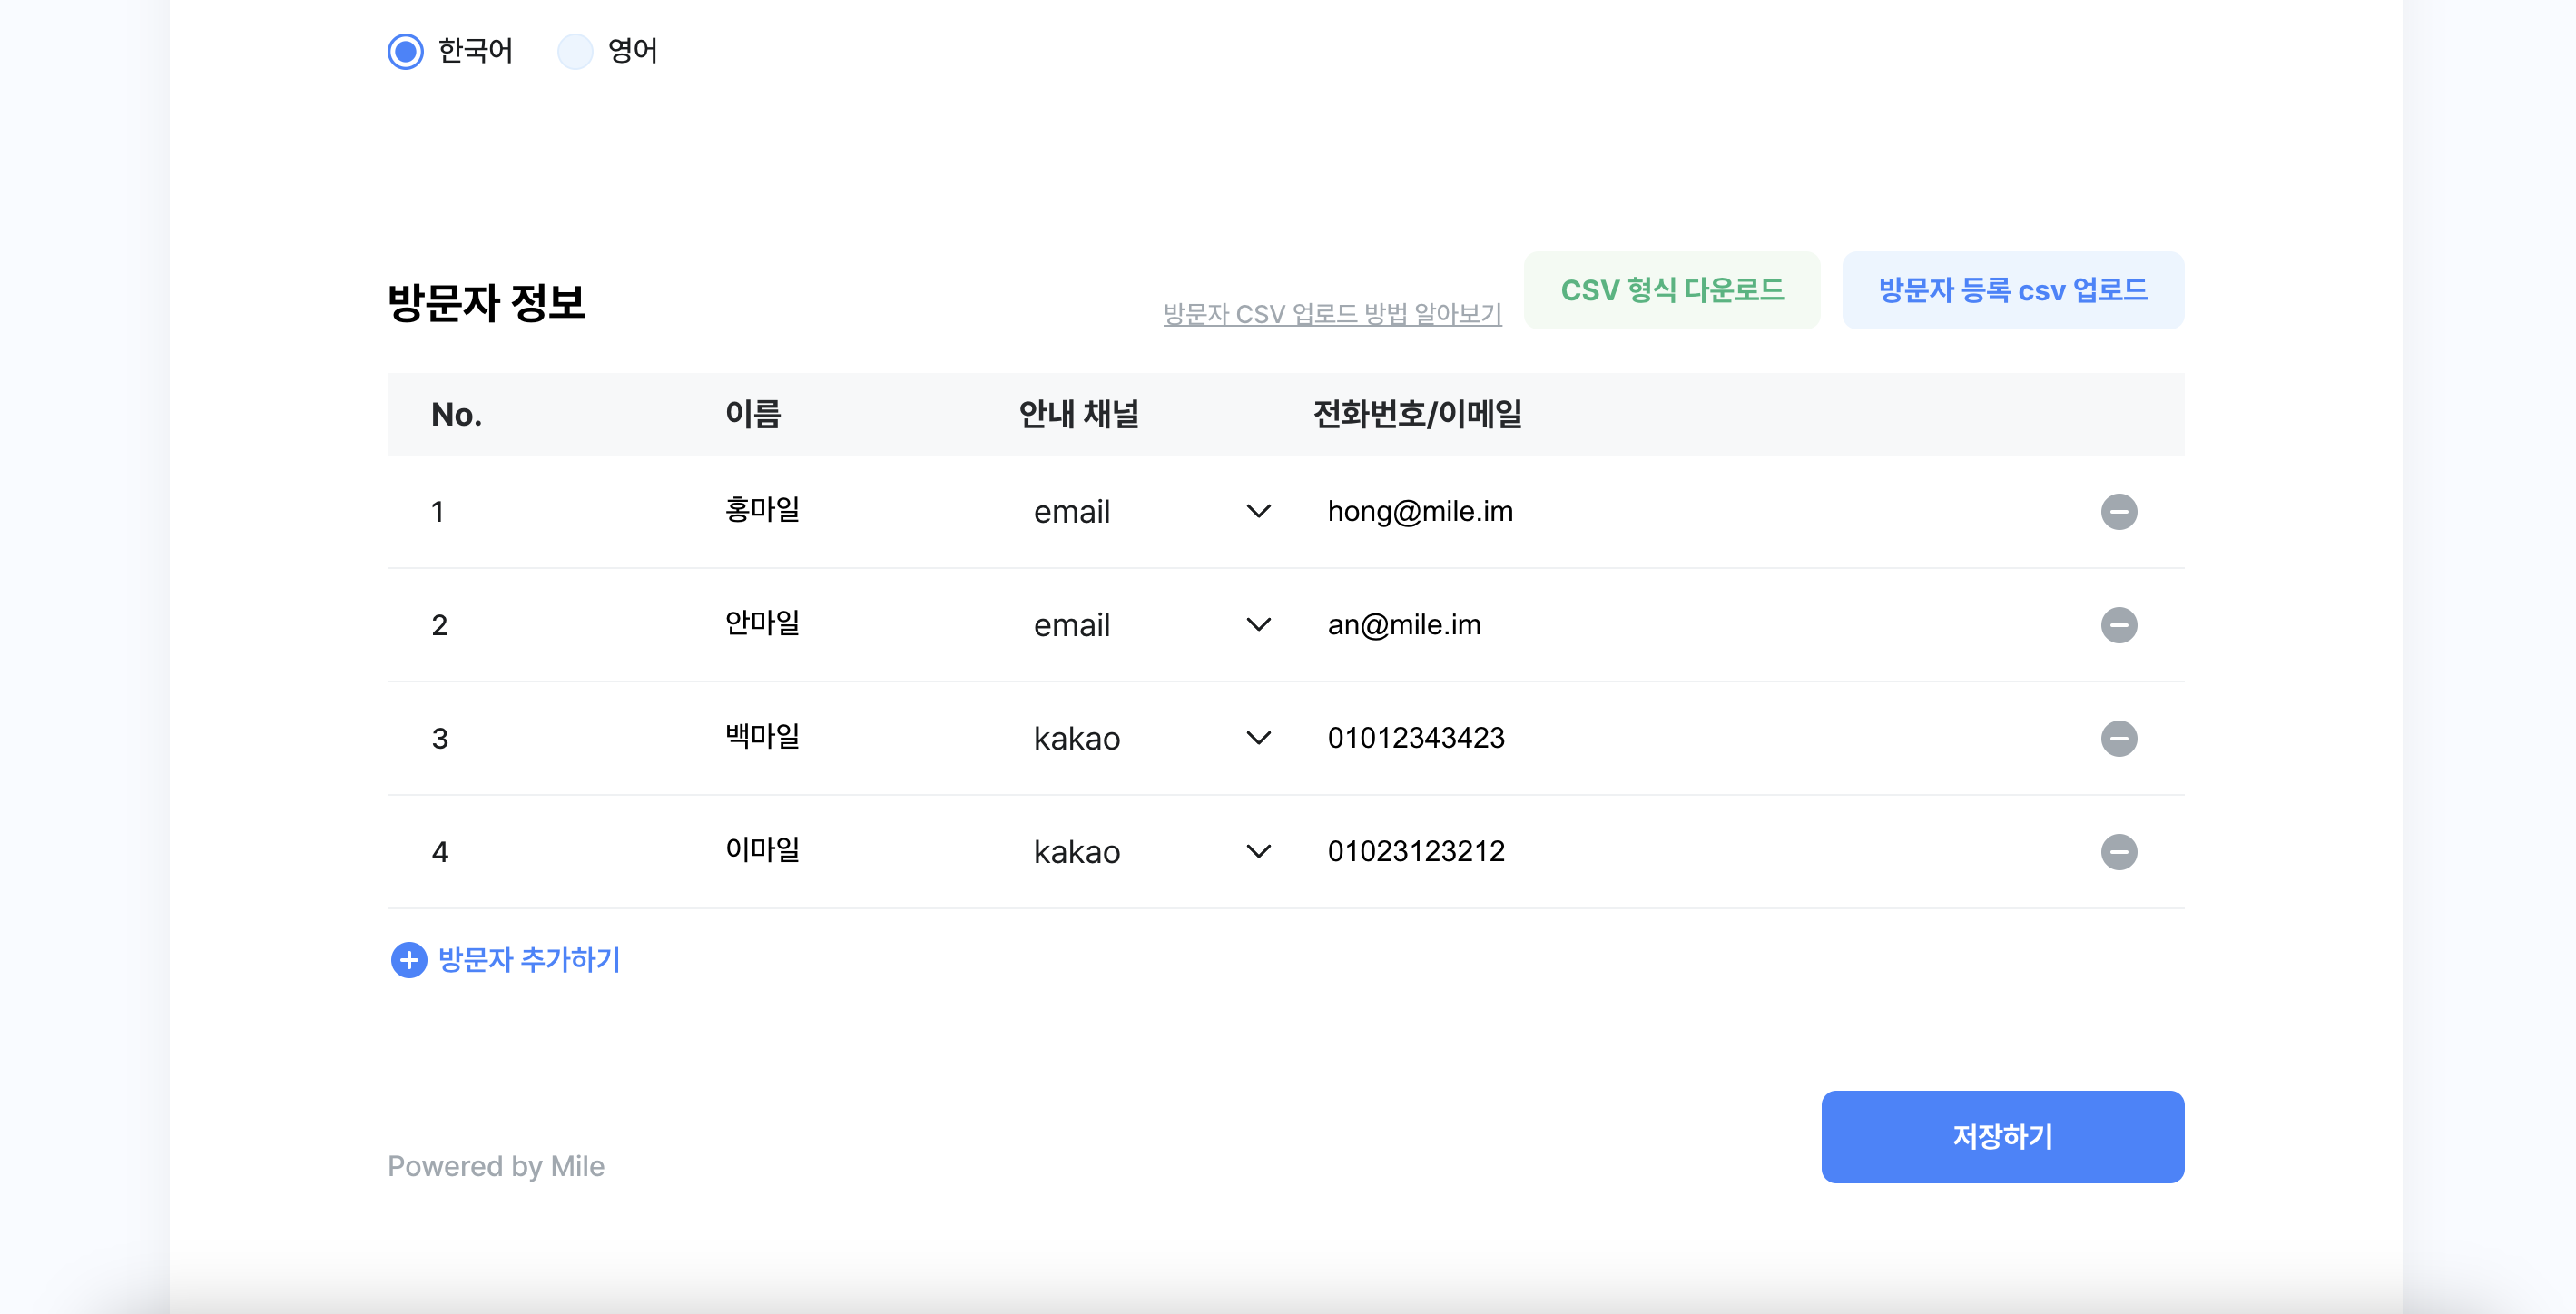 한국어 영어
방문자 정보 방문자 CSV 업로드 방법 알아보기 CSV 형식 다운로드 방문자 등록 csv 업로드
No. 이름 안내 채널 전화번호/이메일
1 홍마일 email hong@mile.im
2 안마일 email an@mile.im
3 백마일 kakao 01012343423
4 이마일 kakao 01023123212
방문자 추가하기
저장하기
Powered by Mile